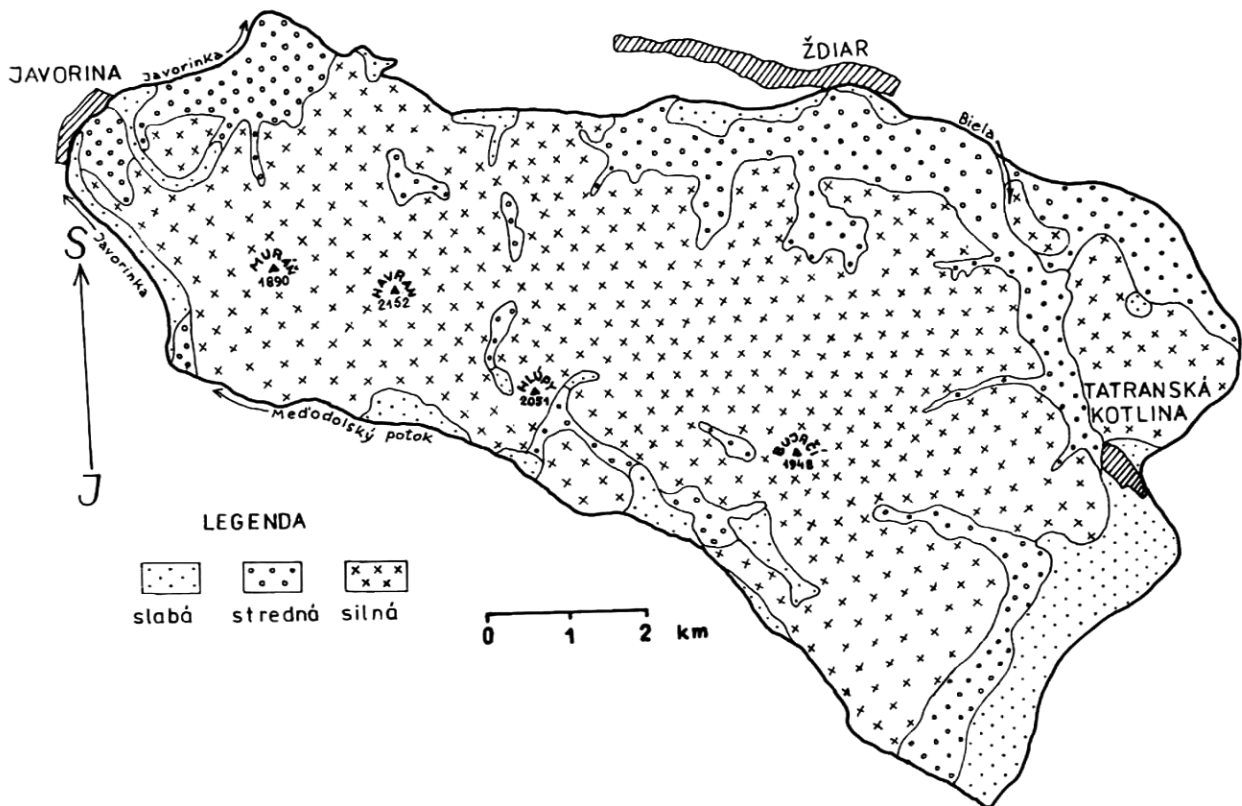 ŽDIAR
JAVORINA
Javorinka
Biela
Javorinka
S
MURÁŇ
1890
HAVRAN
2152
HLÚPY
2051
TATRANSKÁ
KOTLINA
Meďodolský potok
BUJAČÍ
1948
J
LEGENDA
slabá stredná silná
0 1 2 km